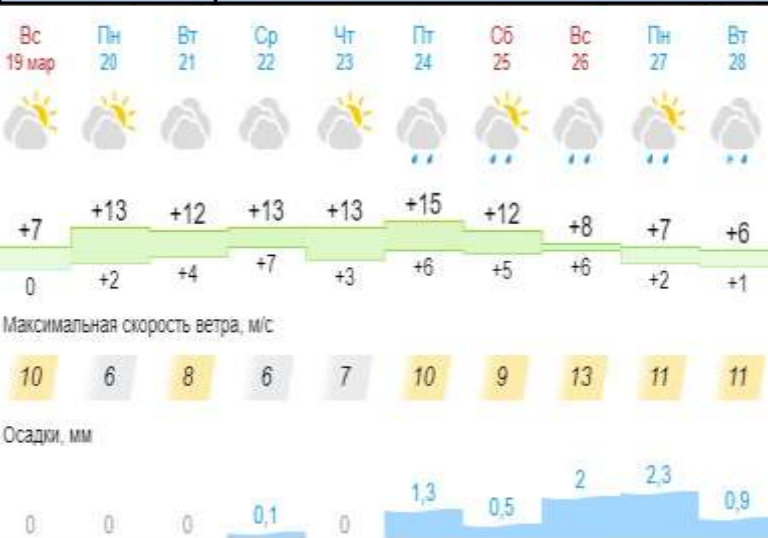 Вс Пн Вт Ср Чт Пт Сб Вс Пн Вт
19 мар 20 21 22 23 24 25 26 27 28
+7 +13 +12 +13 +13 +15 +12 +8 +7 +6
0 +2 +4 +7 +3 +6 +5 +6 +2 +1
Максимальная скорость ветра, м/с
10 6 8 6 7 10 9 13 11 11
Осадки, мм
0 0 0 0,1 0 1,3 0,5 2 2,3 0,9